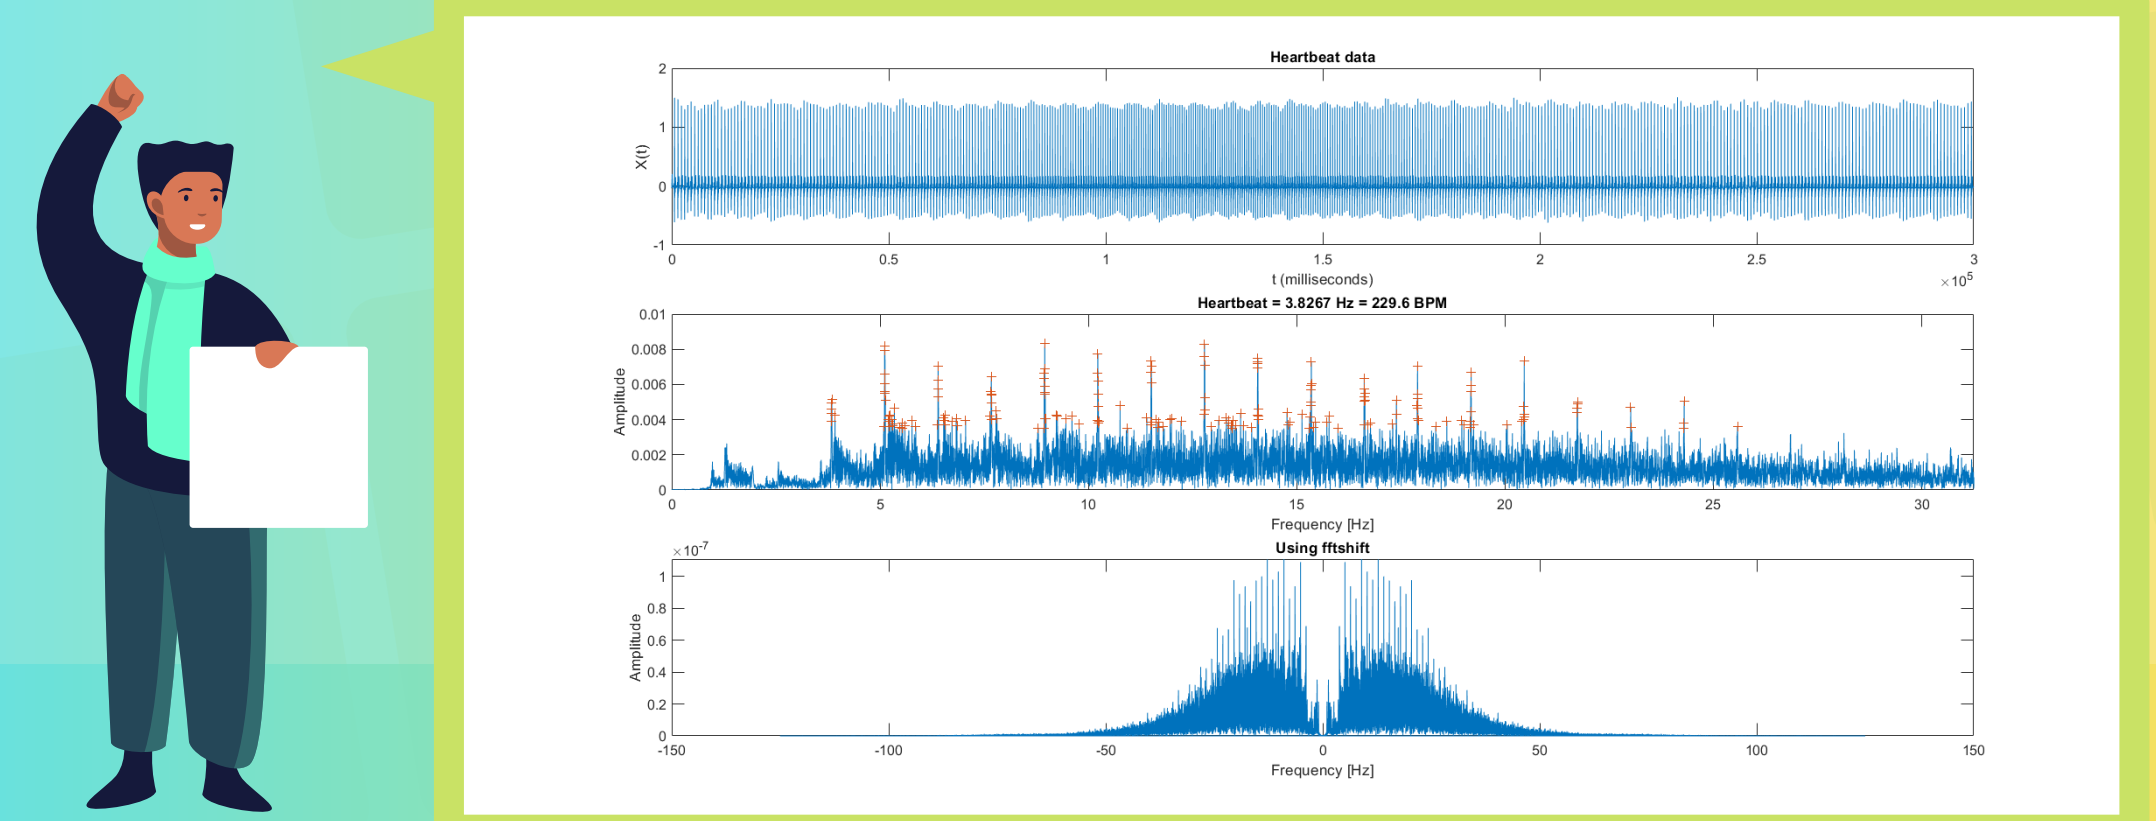 Heartbeat data
2
1
0
-1
X(t)
0 0.5 1 1.5 2 2.5 3
×10^5
t (milliseconds)
Heartbeat = 3.8267 Hz = 229.6 BPM
0.01
0.008
0.006
0.004
0.002
0
Amplitude
0 5 10 15 20 25 30
Frequency [Hz]
Using fftshift
×10^-7
1
0.8
0.6
0.4
0.2
0
Amplitude
-150 -100 -50 0 50 100 150
Frequency [Hz]